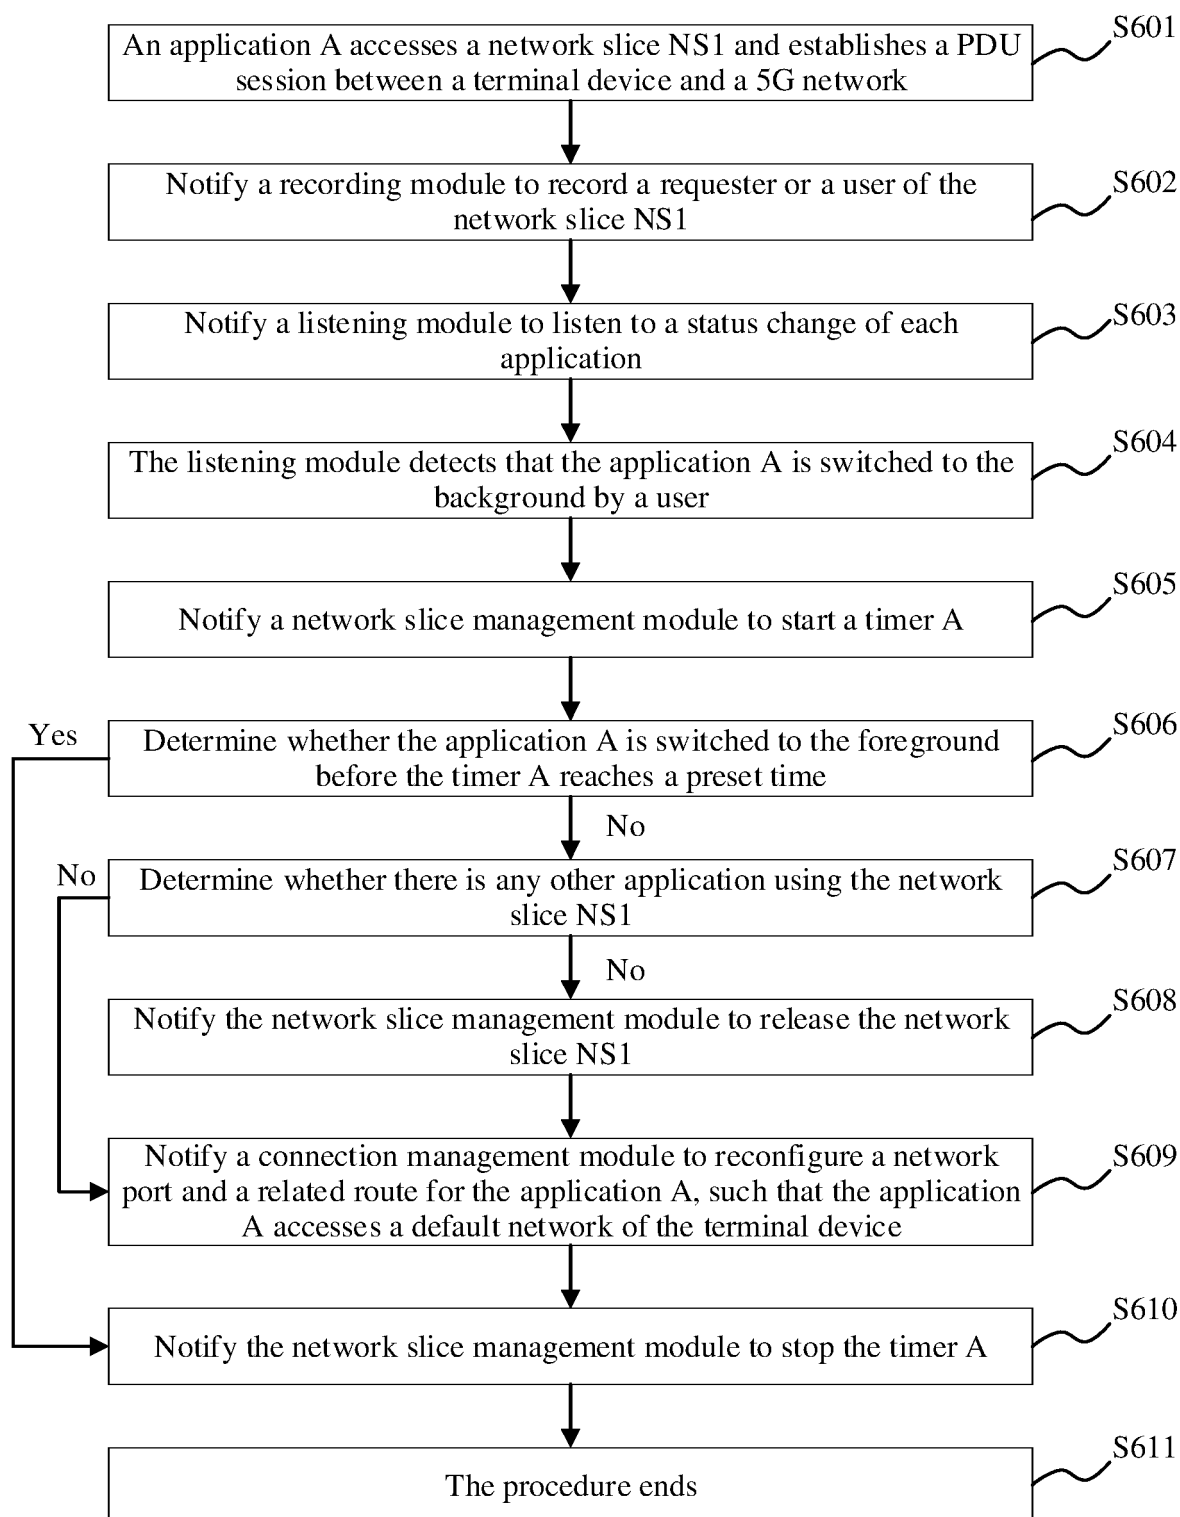 An application A accesses a network slice NS1 and establishes a PDU
session between a terminal device and a 5G network
S601
Notify a recording module to record a requester or a user of the
network slice NS1
S602
Notify a listening module to listen to a status change of each
application
S603
The listening module detects that the application A is switched to the
background by a user
S604
Notify a network slice management module to start a timer A
S605
Yes
Determine whether the application A is switched to the foreground
before the timer A reaches a preset time
S606
No
No
Determine whether there is any other application using the network
slice NS1
S607
No
Notify the network slice management module to release the network
slice NS1
S608
Notify a connection management module to reconfigure a network
port and a related route for the application A, such that the application
A accesses a default network of the terminal device
S609
Notify the network slice management module to stop the timer A
S610
The procedure ends
S611